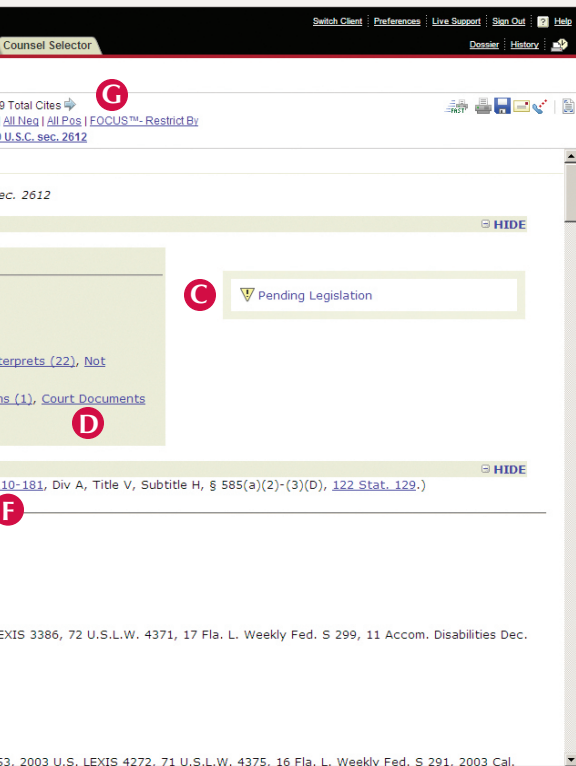 Switch Client Preferences Live Support Sign Out ? Help
Counsel Selector
Dossier History
G
9 Total Cites
| All Neg | All Pos | FOCUS™- Restrict By
U.S.C. sec. 2612
FAST
ec. 2612
HIDE
C
! Pending Legislation
terprets (22), Not
ns (1), Court Documents
D
HIDE
10-181, Div A, Title V, Subtitle H, § 585(a)(2)-(3)(D), 122 Stat. 129.)
F
EXIS 3386, 72 U.S.L.W. 4371, 17 Fla. L. Weekly Fed. S 299, 11 Accom. Disabilities Dec.
53, 2003 U.S. LEXIS 4272, 71 U.S.L.W. 4375, 16 Fla. L. Weekly Fed. S 291, 2003 Cal.